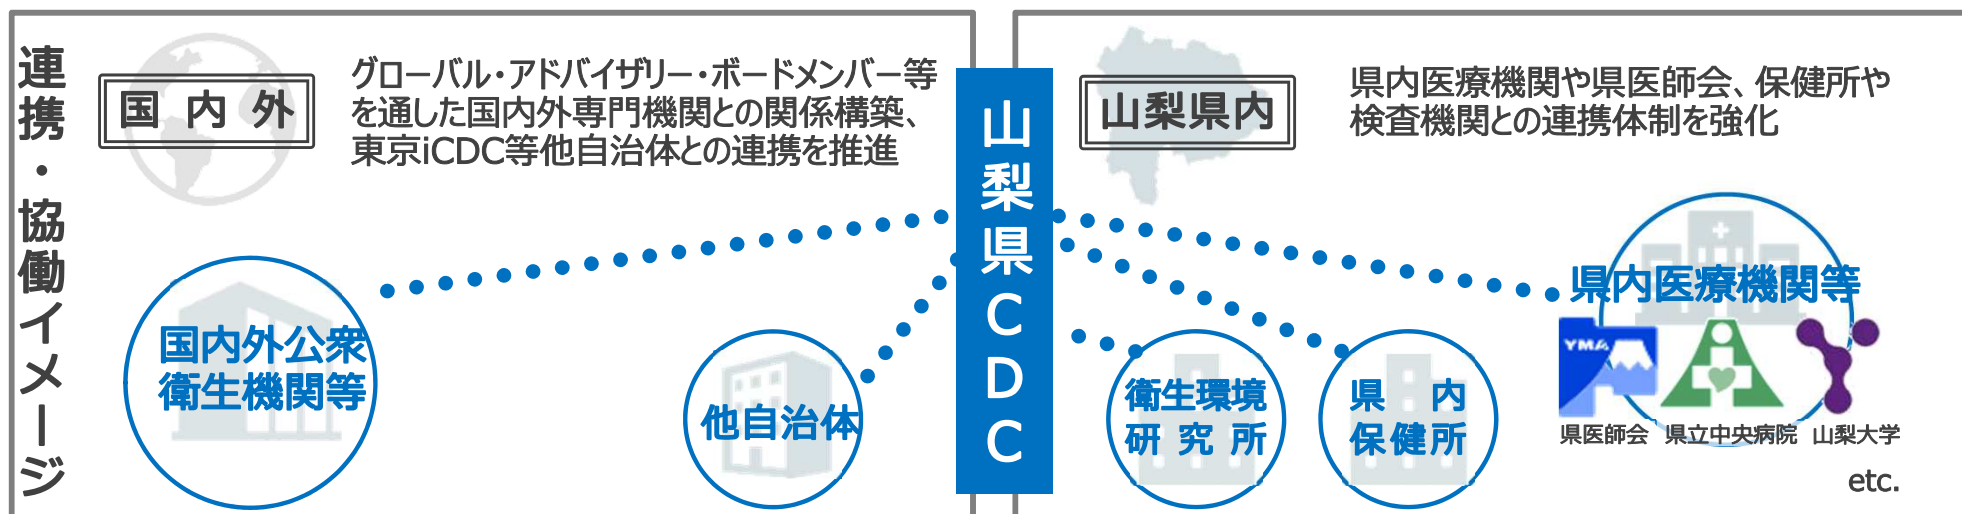 連携・協働イメージ
国内外
グローバル・アドバイザリー・ボードメンバー等
を通した国内外専門機関との関係構築、
東京iCDC等他自治体との連携を推進
国内外公衆
衛生機関等
他自治体
山梨県CDC
山梨県内
県内医療機関や県医師会、保健所や
検査機関との連携体制を強化
衛生環境
研究所
県内
保健所
県内医療機関等
YMA
県医師会 県立中央病院 山梨大学
etc.